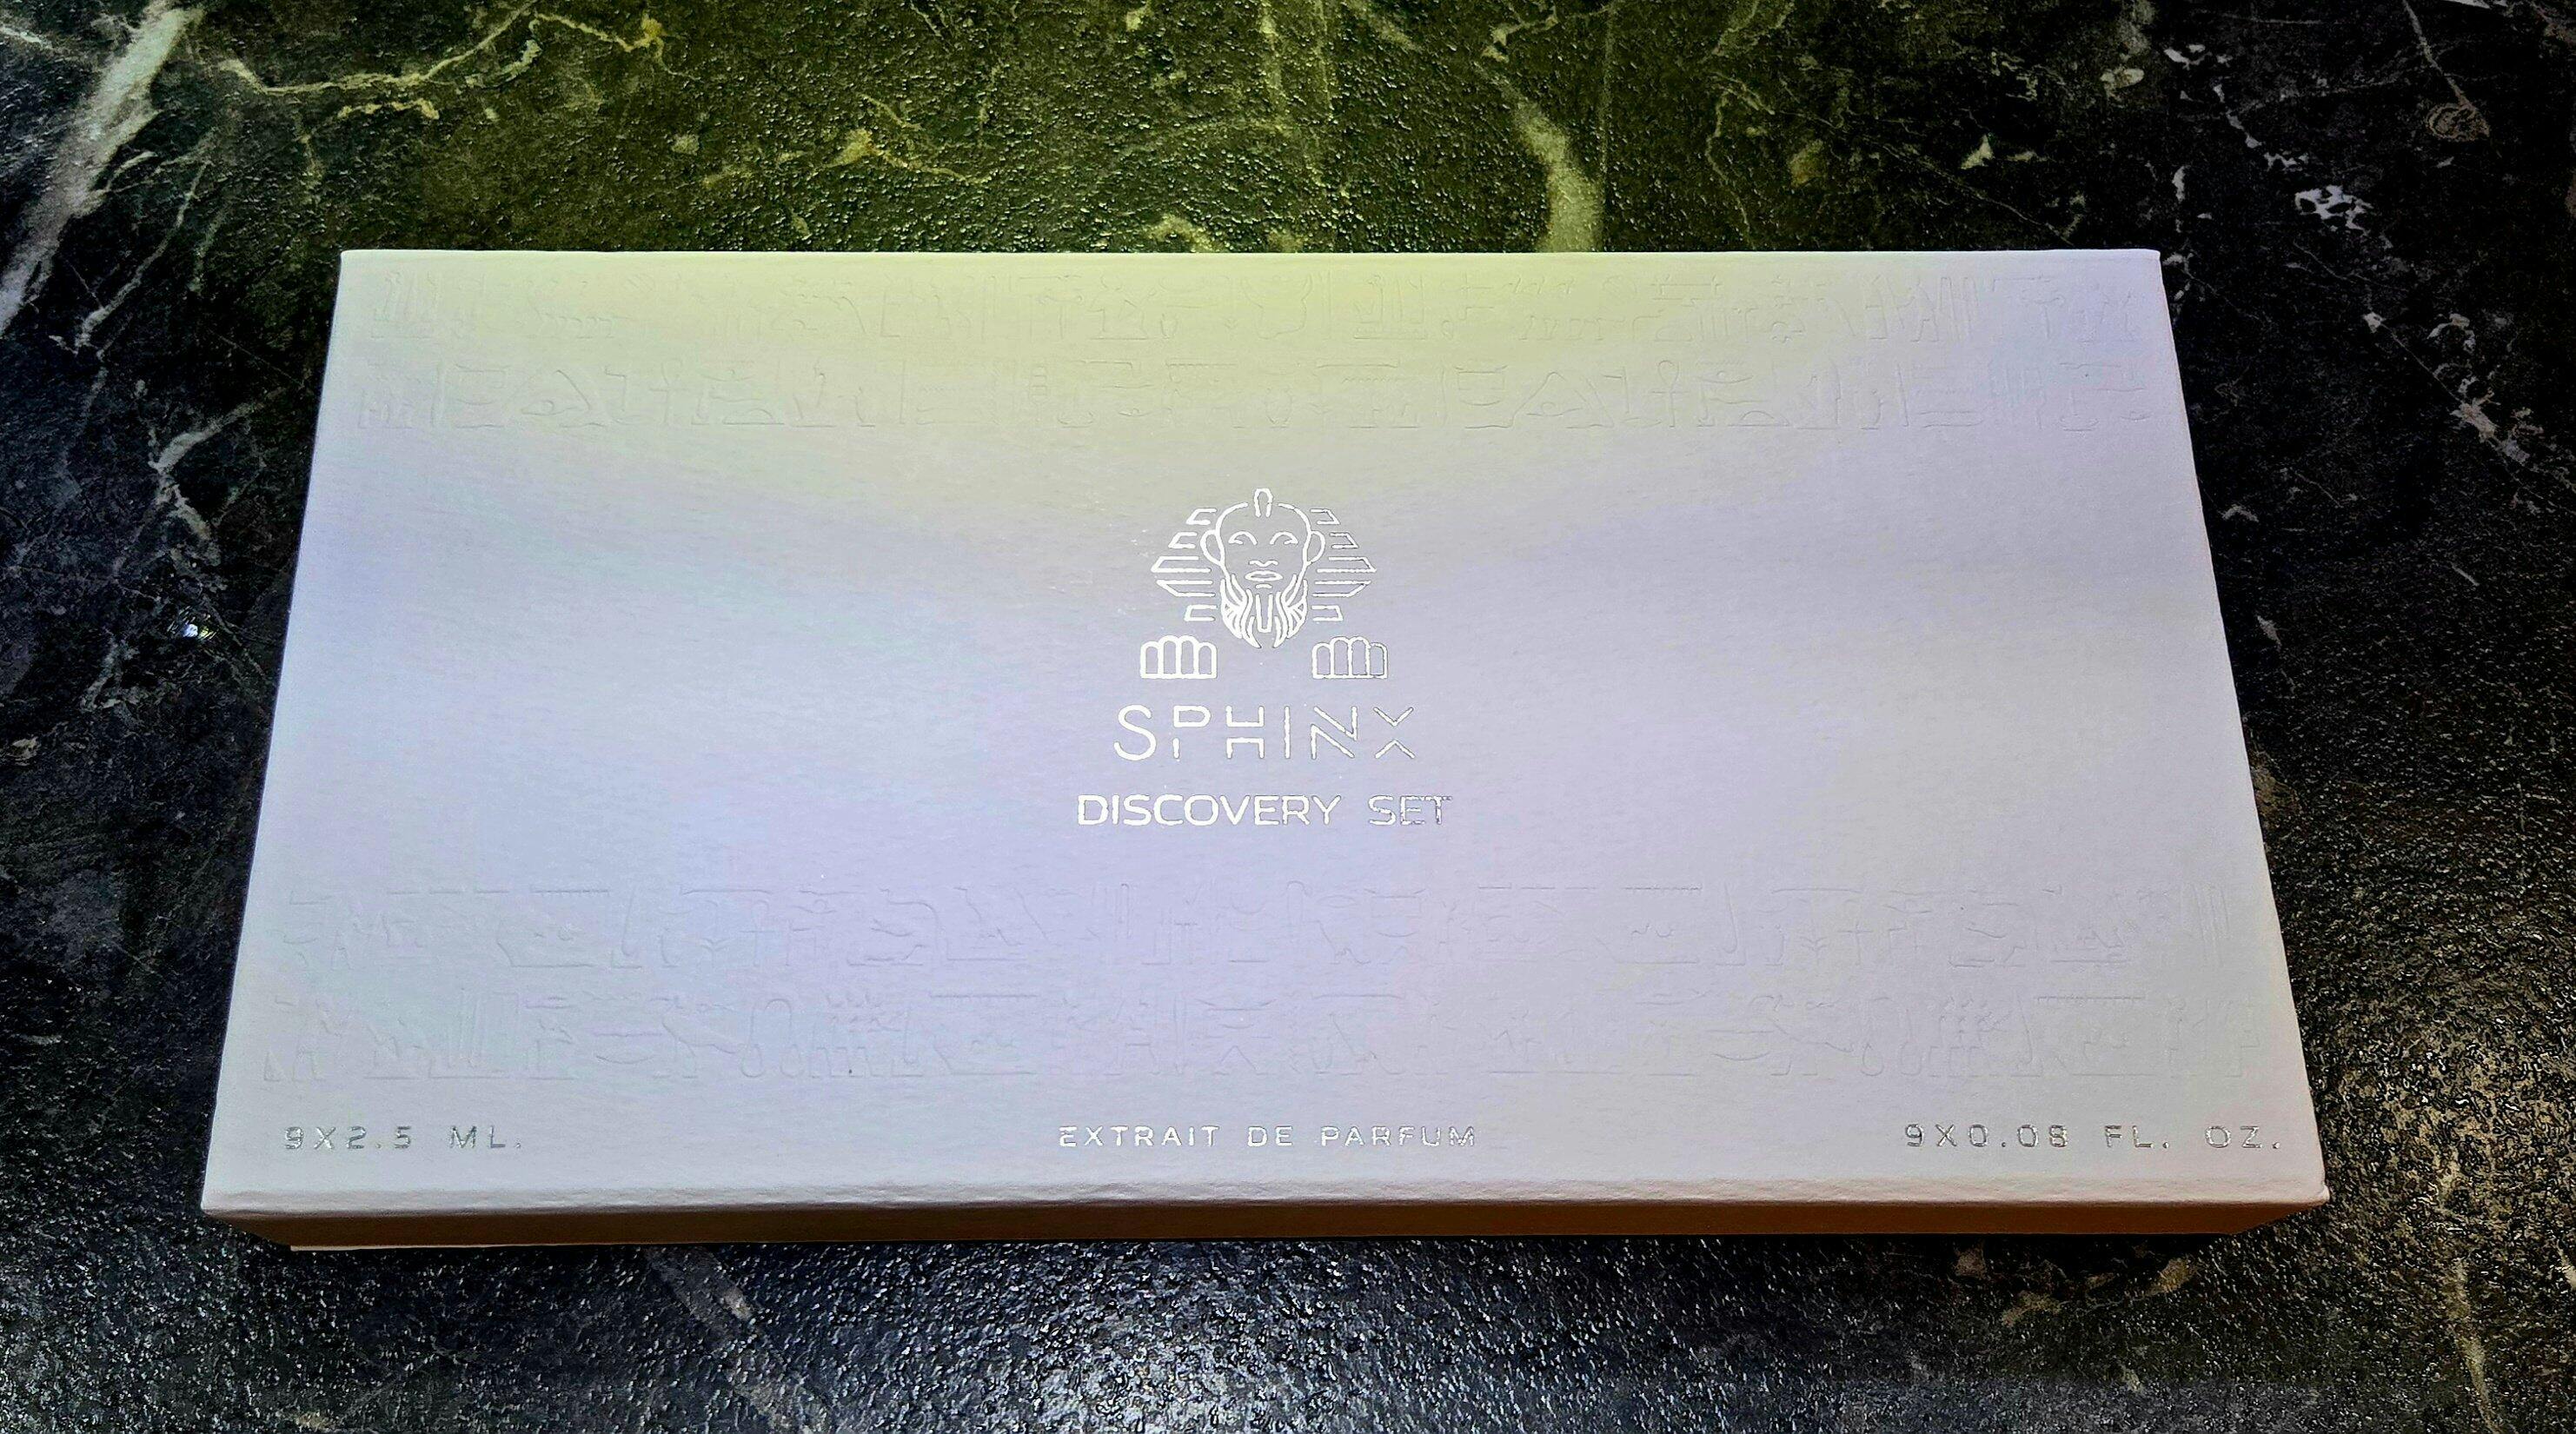 SPHINX
DISCOVERY SET
9X2.5 ML.
EXTRAIT DE PARFUM
9X0.08 FL. OZ.